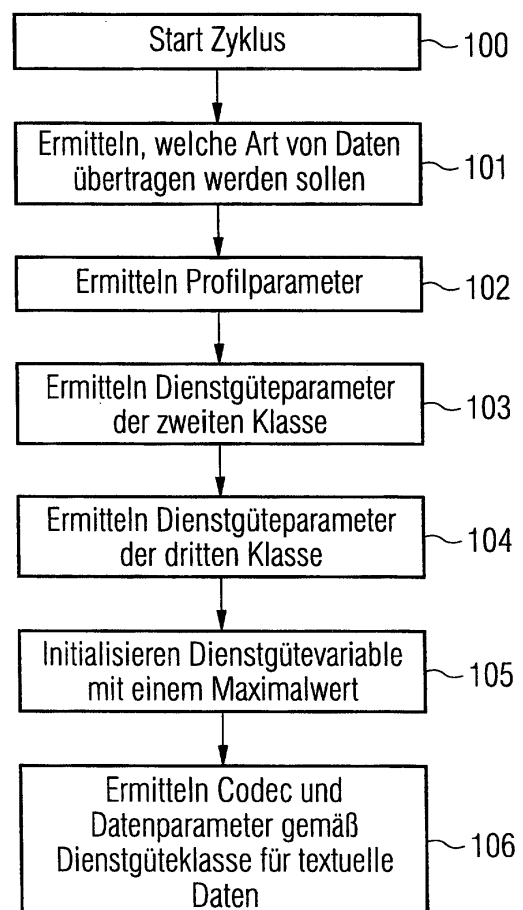 Start Zyklus
100
Ermitteln, welche Art von Daten
übertragen werden sollen
101
Ermitteln Profilparameter
102
Ermitteln Dienstgüteparameter
der zweiten Klasse
103
Ermitteln Dienstgüteparameter
der dritten Klasse
104
Initialisieren Dienstgütevariable
mit einem Maximalwert
105
Ermitteln Codec und
Datenparameter gemäß
Dienstgüteklasse für textuelle
Daten
106